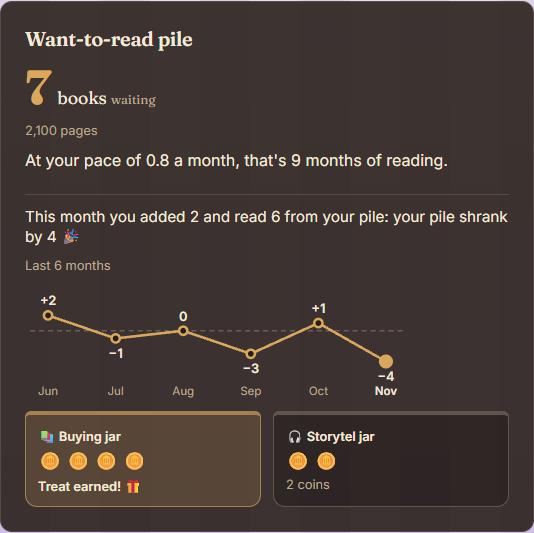 Want-to-read pile
7 books waiting
2,100 pages
At your pace of 0.8 a month, that's 9 months of reading.
This month you added 2 and read 6 from your pile: your pile shrank
by 4 🎉
Last 6 months
+2
−1
0
−3
+1
−4
Jun Jul Aug Sep Oct Nov
Buying jar
Treat earned! 🎁
Storytel jar
2 coins